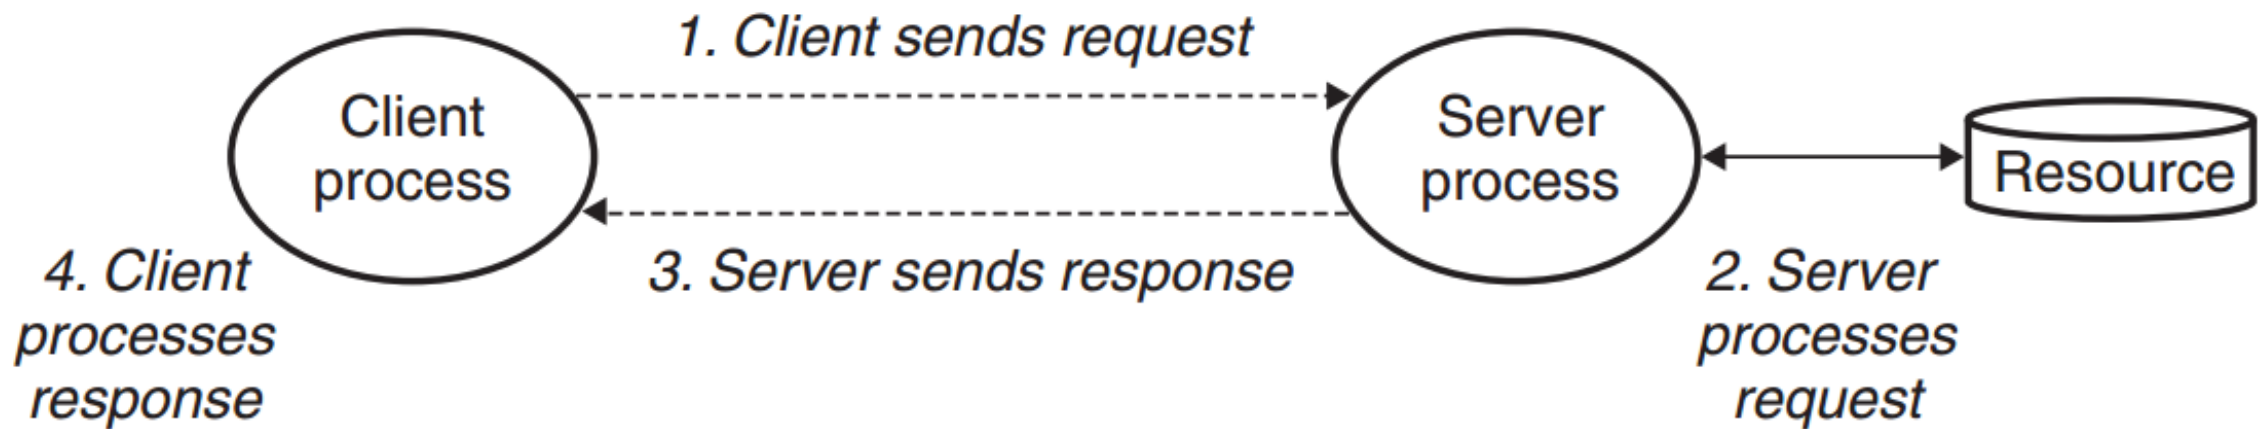 1. Client sends request
Client
process
Server
process
Resource
3. Server sends response
4. Client
processes
response
2. Server
processes
request